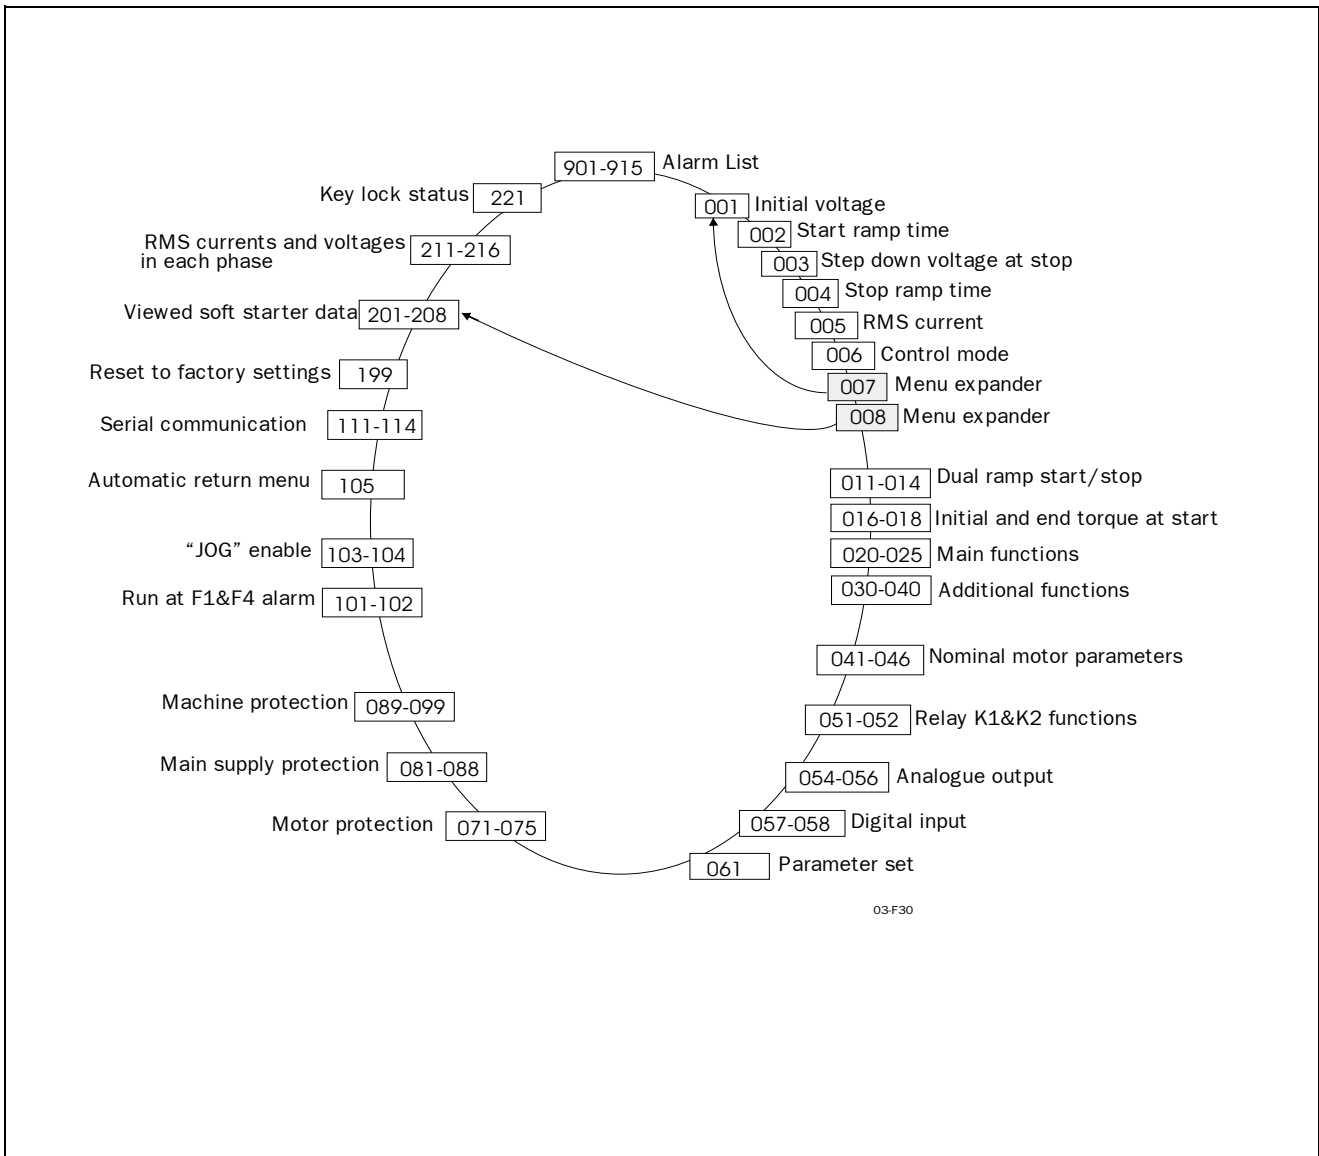 901-915 Alarm List
Key lock status 221
001 Initial voltage
002 Start ramp time
RMS currents and voltages
in each phase
211-216
003 Step down voltage at stop
004 Stop ramp time
Viewed soft starter data 201-208
005 RMS current
006 Control mode
Reset to factory settings 199
007 Menu expander
008 Menu expander
Serial communication 111-114
Automatic return menu 105
011-014 Dual ramp start/stop
016-018 Initial and end torque at start
“JOG” enable 103-104
020-025 Main functions
030-040 Additional functions
Run at F1&F4 alarm 101-102
041-046 Nominal motor parameters
Machine protection 089-099
051-052 Relay K1&K2 functions
Main supply protection 081-088
054-056 Analogue output
Motor protection 071-075
057-058 Digital input
061 Parameter set
03-F30